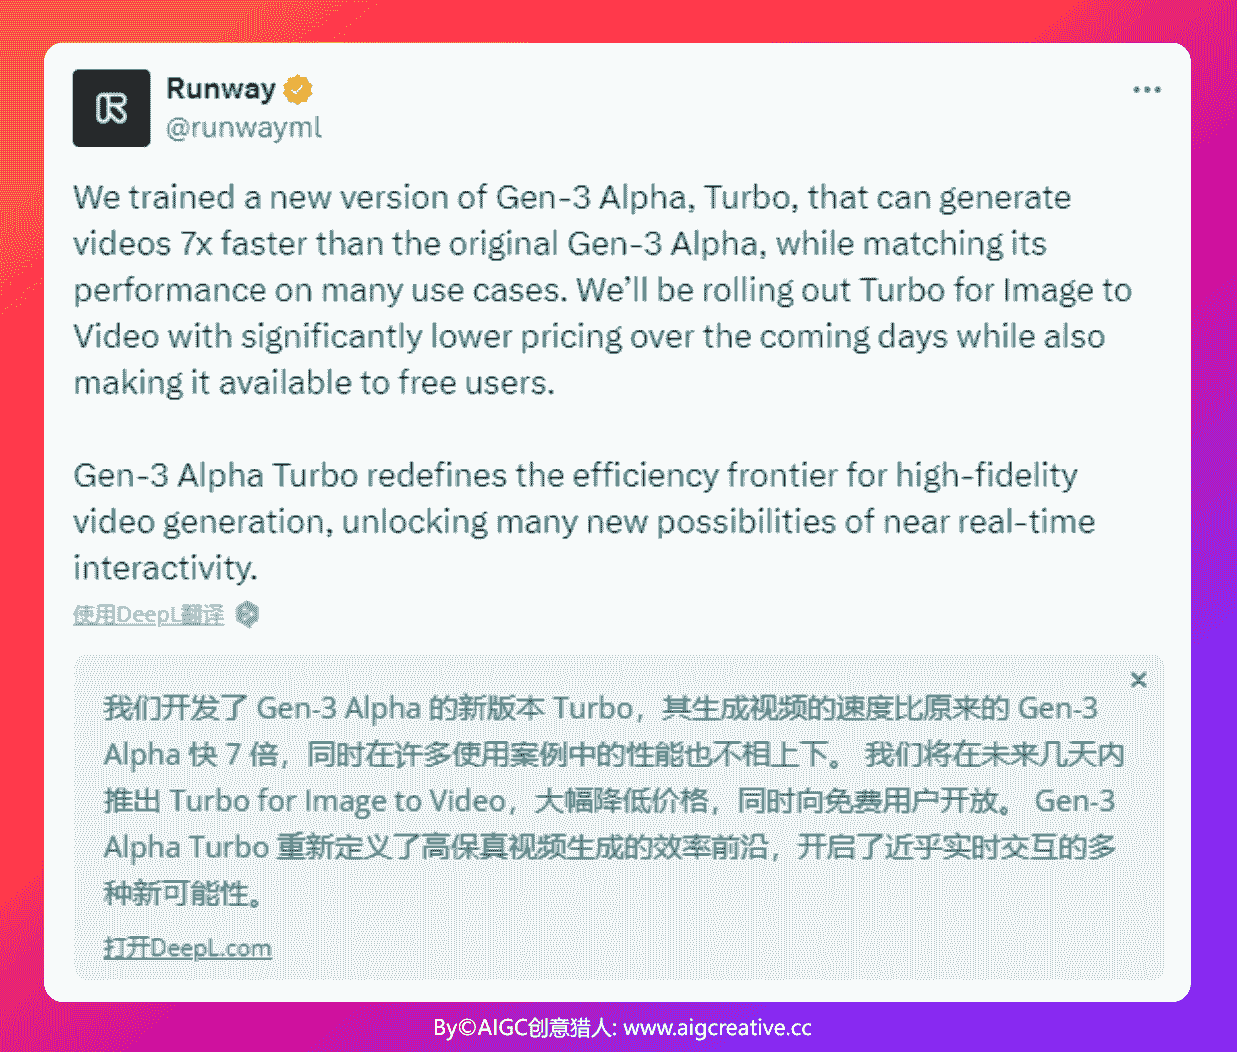 Runway
@runwayml
We trained a new version of Gen-3 Alpha, Turbo, that can generate
videos 7x faster than the original Gen-3 Alpha, while matching its
performance on many use cases. We’ll be rolling out Turbo for Image to
Video with significantly lower pricing over the coming days while also
making it available to free users.
Gen-3 Alpha Turbo redefines the efficiency frontier for high-fidelity
video generation, unlocking many new possibilities of near real-time
interactivity.
使用DeepL翻译
我们开发了 Gen-3 Alpha 的新版本 Turbo，其生成视频的速度比原来的 Gen-3
Alpha 快 7 倍，同时在许多使用案例中的性能也不相上下。 我们将在未来几天内
推出 Turbo for Image to Video，大幅降低价格，同时向免费用户开放。 Gen-3
Alpha Turbo 重新定义了高保真视频生成的效率前沿，开启了近乎实时交互的多
种新可能性。
打开DeepL.com
By©AIGC创意猎人: www.aigcreative.cc